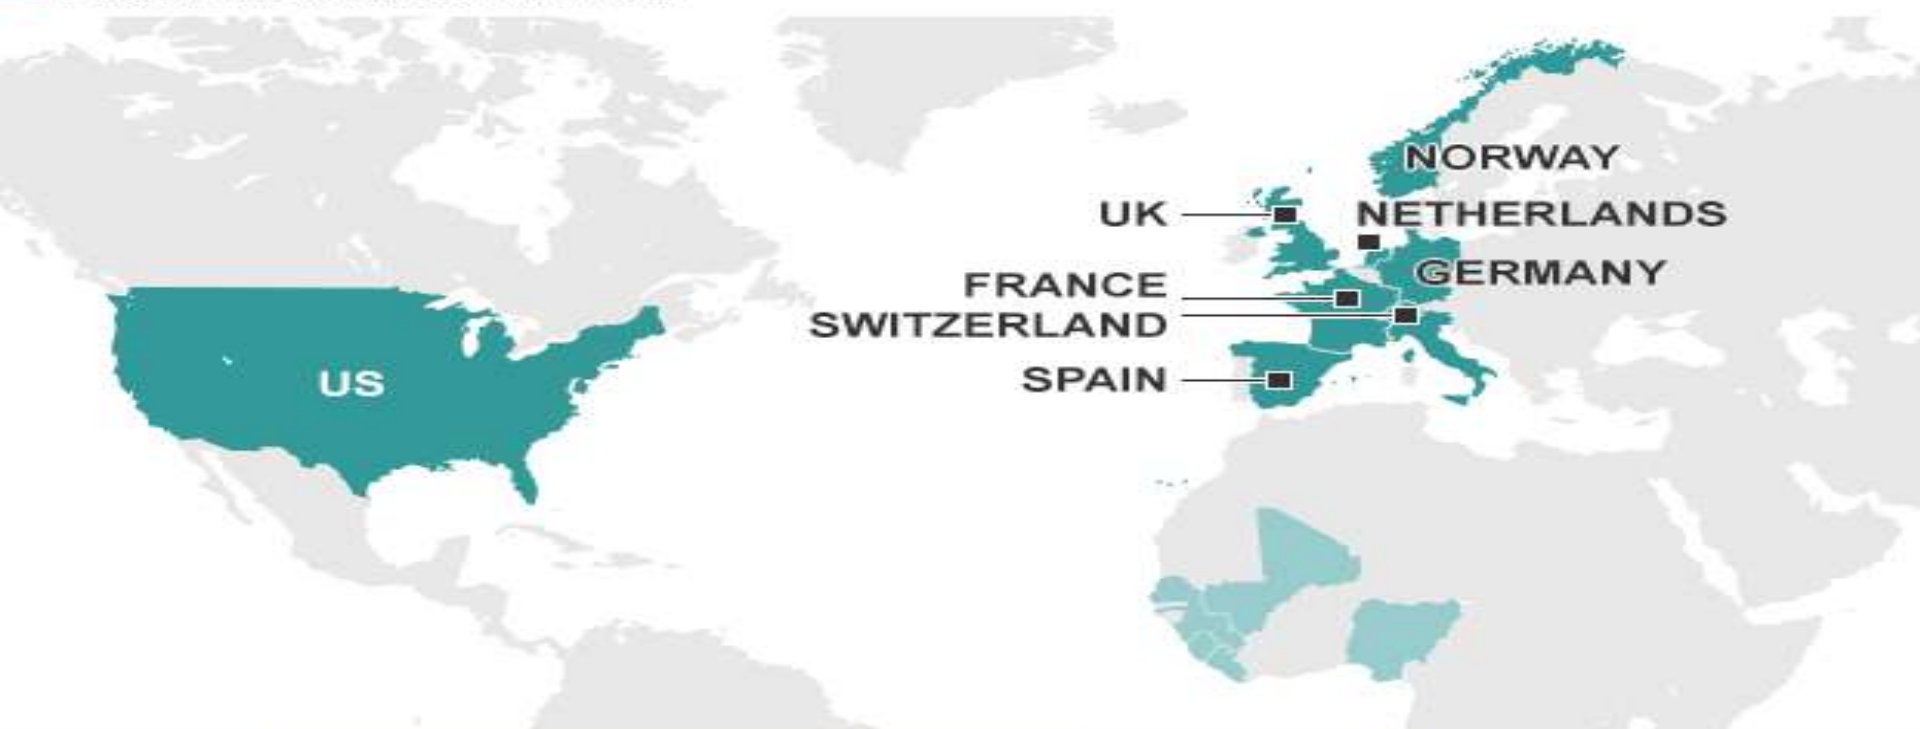 NORWAY
UK
NETHERLANDS
GERMANY
FRANCE
SWITZERLAND
SPAIN
US